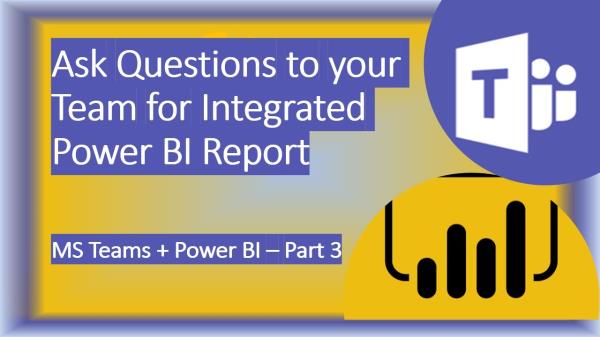 Ask Questions to your
Team for Integrated
Power BI Report
T
MS Teams + Power BI – Part 3